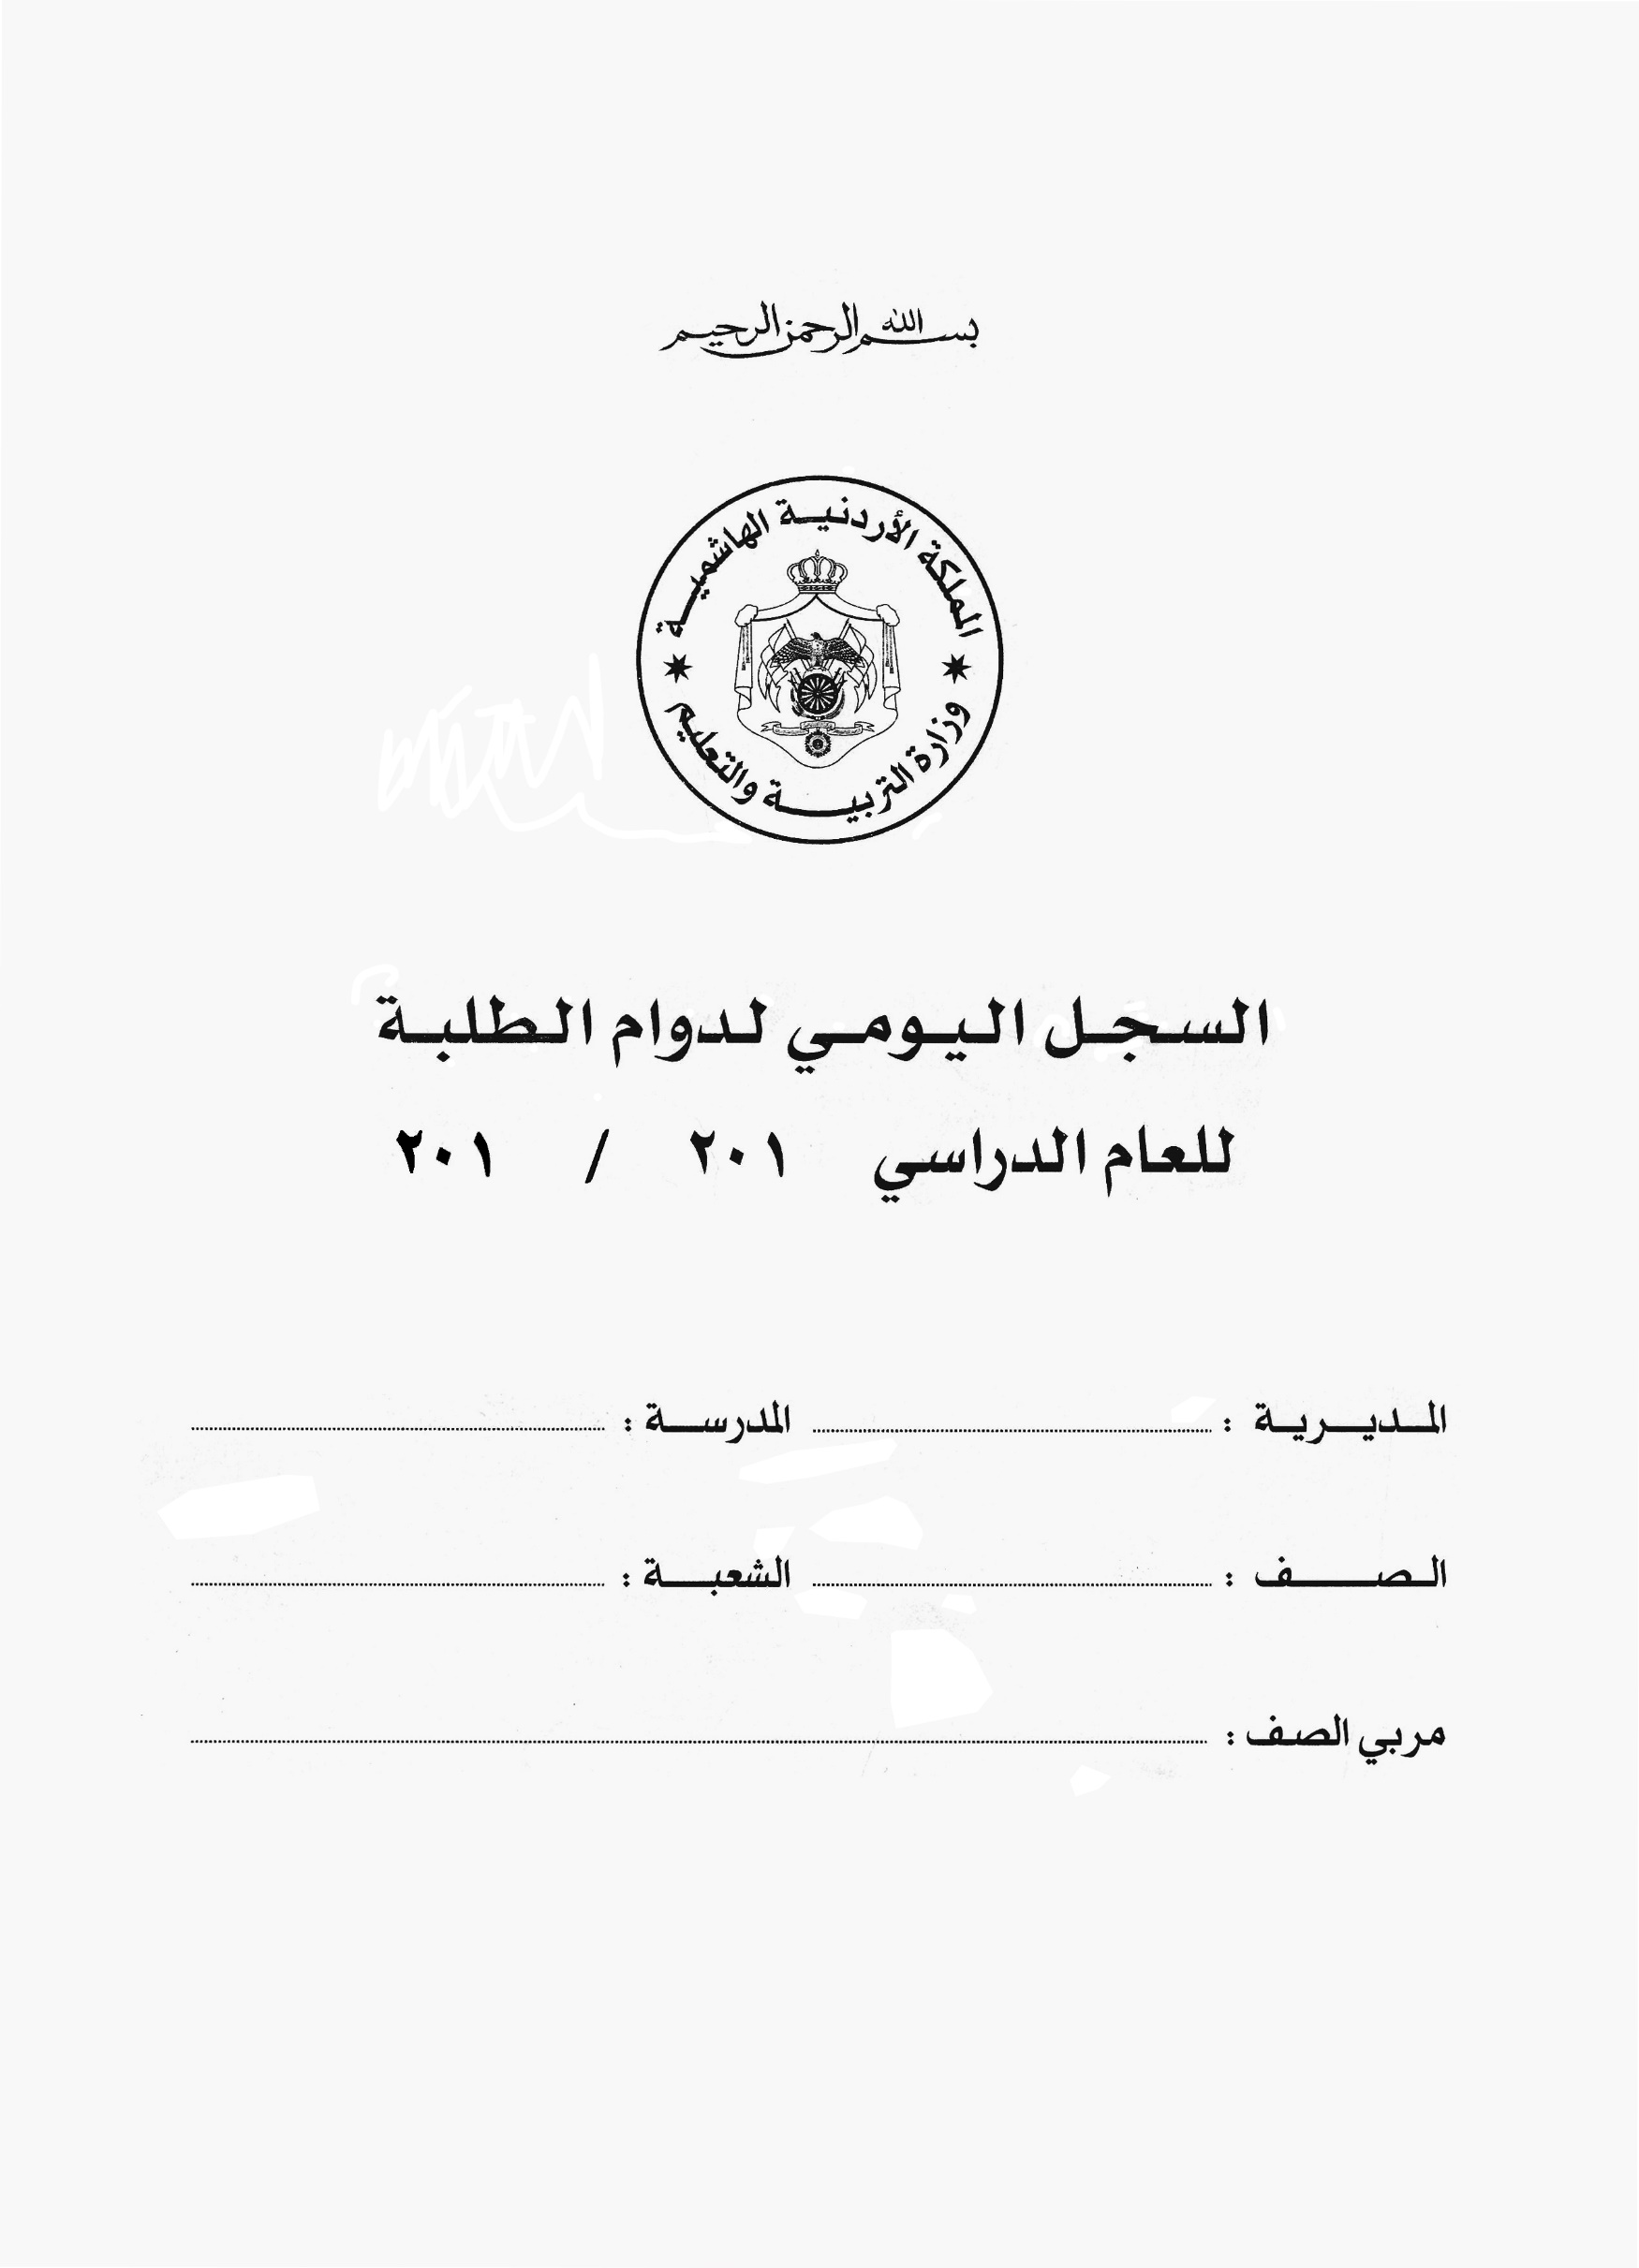 بسم الله الرحمن الرحيم
المملكة الأردنية الهاشمية
وزارة التربية والتعليم
السجل اليومي لدوام الطلبة
للعام الدراسي ٢٠١ / ٢٠١
المديرية : المدرسة :
الصف : الشعبة :
مربي الصف :